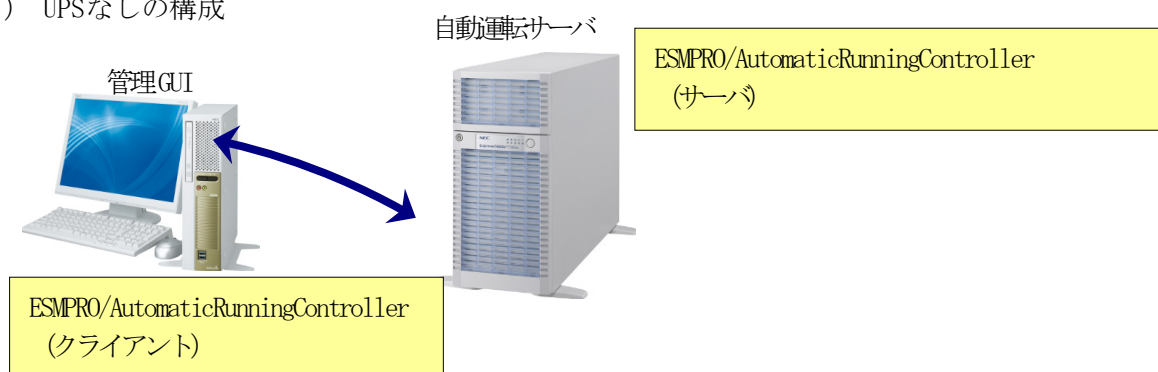 ） UPSなしの構成
自動運転サーバ
ESMPRO/AutomaticRunningController
（サーバ）
管理GUI
NEC
ESMPRO/AutomaticRunningController
（クライアント）